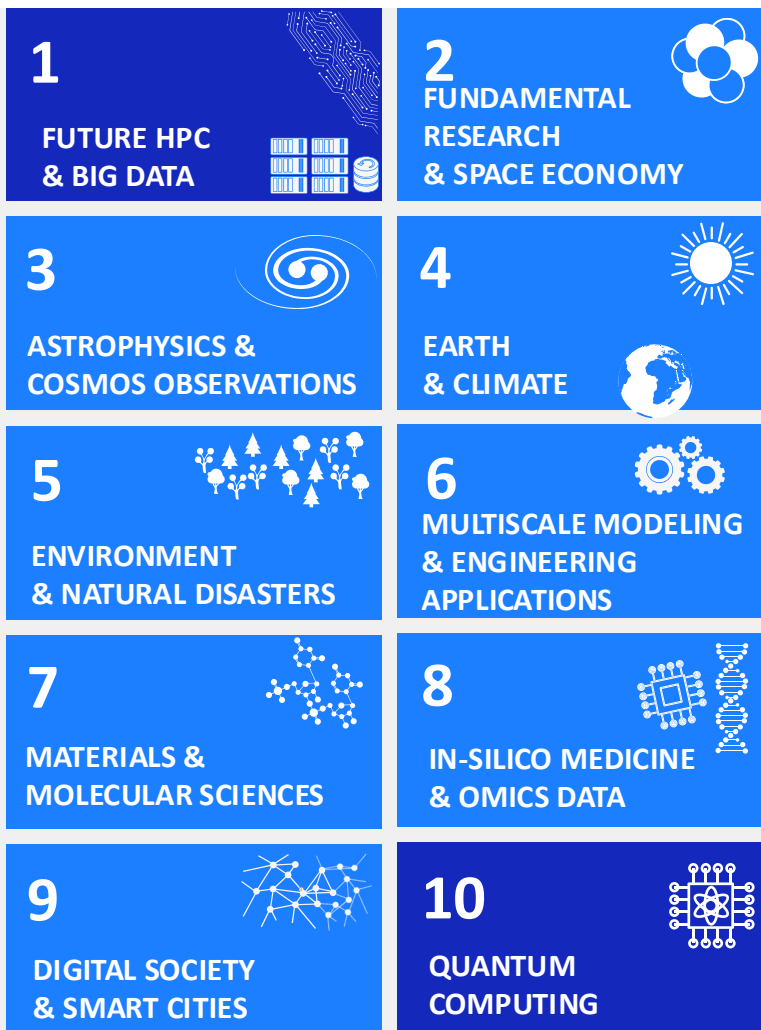 1
FUTURE HPC
& BIG DATA
2
FUNDAMENTAL
RESEARCH
& SPACE ECONOMY
3
ASTROPHYSICS &
COSMOS OBSERVATIONS
4
EARTH
& CLIMATE
5
ENVIRONMENT
& NATURAL DISASTERS
6
MULTISCALE MODELING
& ENGINEERING
APPLICATIONS
7
MATERIALS &
MOLECULAR SCIENCES
8
IN-SILICO MEDICINE
& OMICS DATA
9
DIGITAL SOCIETY
& SMART CITIES
10
QUANTUM
COMPUTING